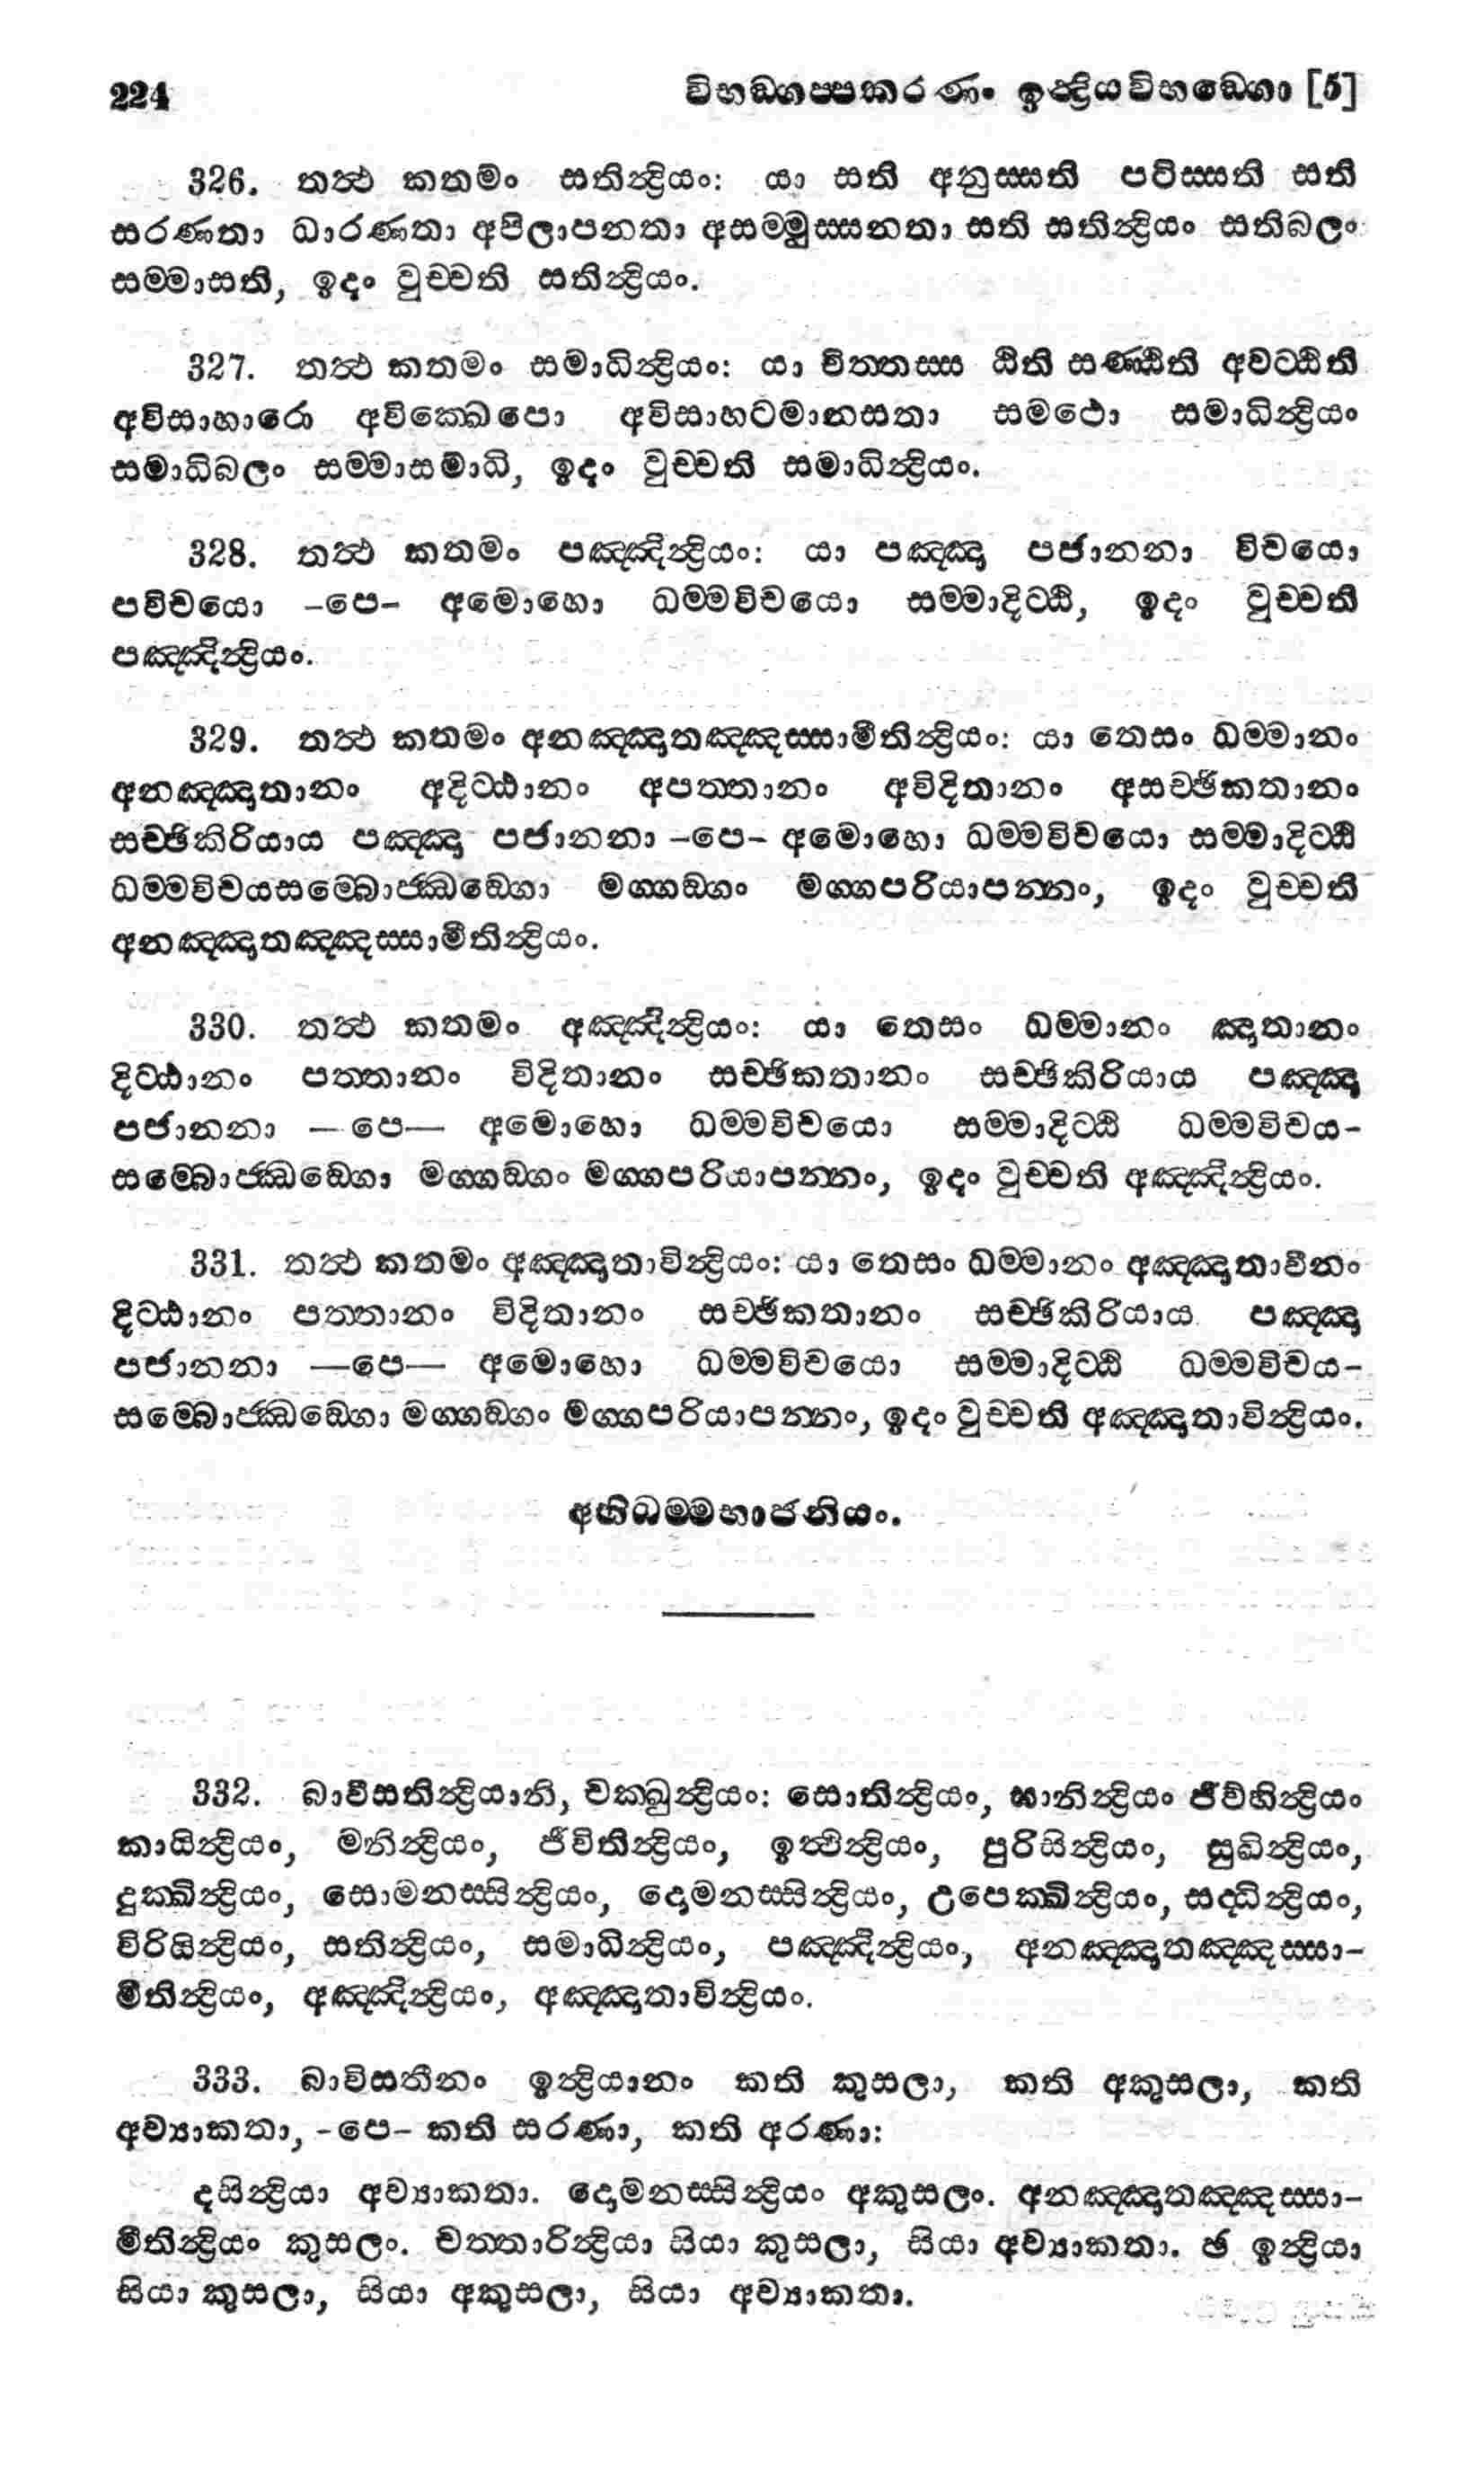 224 විභඞ්ගප්පකරණං ඉන්ද්‍රියවිභඞ්ගො [5]
326. තත්‍ථ කතමං සතින්ද්‍රියං: යා සති අනුස්සති පටිස්සති සති
සරණතා ධාරණතා අපිලාපනතා අසම්මුස්සනතා සති සතින්ද්‍රියං සතිබලං
සම්මාසති, ඉදං වුච්චති සතින්ද්‍රියං.
327. තත්‍ථ කතමං සමාධින්ද්‍රියං: යා චිත්තස්ස ඨිති සණ්ඨිති අවට්ඨිති
අවිසාහාරො අවික්ඛෙපො අවිසාහටමානසතා සමථො සමාධින්ද්‍රියං
සමාධිබලං සම්මාසමාධි, ඉදං වුච්චති සමාධින්ද්‍රියං.
328. තත්‍ථ කතමං පඤ්ඤින්ද්‍රියං: යා පඤ්ඤා පජානනා විචයො
පවිචයො -පෙ- අමොහො ධම්මවිචයො සම්මාදිට්ඨි, ඉදං වුච්චති
පඤ්ඤින්ද්‍රියං.
329. තත්‍ථ කතමං අනඤ්ඤාතඤ්ඤස්සාමීතින්ද්‍රියං: යා තෙසං ධම්මානං
අනඤ්ඤාතානං අදිට්ඨානං අපත්තානං අවිදිතානං අසච්ඡිකතානං
සච්ඡිකිරියාය පඤ්ඤා පජානනා -පෙ- අමොහො ධම්මවිචයො සම්මාදිට්ඨි
ධම්මවිචයසම්බොජ්ඣඞ්ගො මග්ගඞ්ගං මග්ගපරියාපන්නං, ඉදං වුච්චති
අනඤ්ඤාතඤ්ඤස්සාමීතින්ද්‍රියං.
330. තත්‍ථ කතමං අඤ්ඤින්ද්‍රියං: යා තෙසං ධම්මානං ඤාතානං
දිට්ඨානං පත්තානං විදිතානං සච්ඡිකතානං සච්ඡිකිරියාය පඤ්ඤා
පජානනා —පෙ— අමොහො ධම්මවිචයො සම්මාදිට්ඨි ධම්මවිචය-
සම්බොජ්ඣඞ්ගො මග්ගඞ්ගං මග්ගපරියාපන්නං, ඉදං වුච්චති අඤ්ඤින්ද්‍රියං.
331. තත්‍ථ කතමං අඤ්ඤාතාවින්ද්‍රියං: යා තෙසං ධම්මානං අඤ්ඤාතාවීනං
දිට්ඨානං පත්තානං විදිතානං සච්ඡිකතානං සච්ඡිකිරියාය පඤ්ඤා
පජානනා —පෙ— අමොහො ධම්මවිචයො සම්මාදිට්ඨි ධම්මවිචය-
සම්බොජ්ඣඞ්ගො මග්ගඞ්ගං මග්ගපරියාපන්නං, ඉදං වුච්චති අඤ්ඤාතාවින්ද්‍රියං.
අභිධම්මභාජනියං.
332. බාවීසතින්ද්‍රියානි, චක්ඛුන්ද්‍රියං: සොතින්ද්‍රියං, ඝානින්ද්‍රියං ජිව්හින්ද්‍රියං
කායින්ද්‍රියං, මනින්ද්‍රියං, ජීවිතින්ද්‍රියං, ඉත්‍ථින්ද්‍රියං, පුරිසින්ද්‍රියං, සුඛින්ද්‍රියං,
දුක්ඛින්ද්‍රියං, සොමනස්සින්ද්‍රියං, දොමනස්සින්ද්‍රියං, උපෙක්ඛින්ද්‍රියං, සද්ධින්ද්‍රියං,
විරියින්ද්‍රියං, සතින්ද්‍රියං, සමාධින්ද්‍රියං, පඤ්ඤින්ද්‍රියං, අනඤ්ඤාතඤ්ඤස්සා-
මීතින්ද්‍රියං, අඤ්ඤින්ද්‍රියං, අඤ්ඤාතාවින්ද්‍රියං.
333. බාවිසතීනං ඉන්ද්‍රියානං කති කුසලා, කති අකුසලා, කති
අව්‍යාකතා, -පෙ- කති සරණා, කති අරණා:
දසින්ද්‍රියා අව්‍යාකතා. දොමනස්සින්ද්‍රියං අකුසලං. අනඤ්ඤාතඤ්ඤස්සා-
මීතින්ද්‍රියං කුසලං. චත්තාරින්ද්‍රියා සියා කුසලා, සියා අව්‍යාකතා. ඡ ඉන්ද්‍රියා
සියා කුසලා, සියා අකුසලා, සියා අව්‍යාකතා.